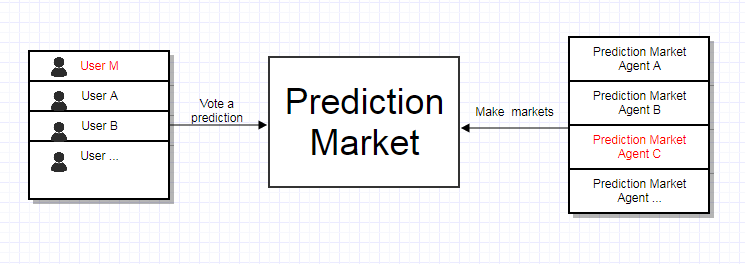 User M
User A
User B
User ...
Vote a
prediction
Prediction
Market
Make  markets
Prediction Market
Agent A
Prediction Market
Agent B
Prediction Market
Agent C
Prediction Market
Agent ...